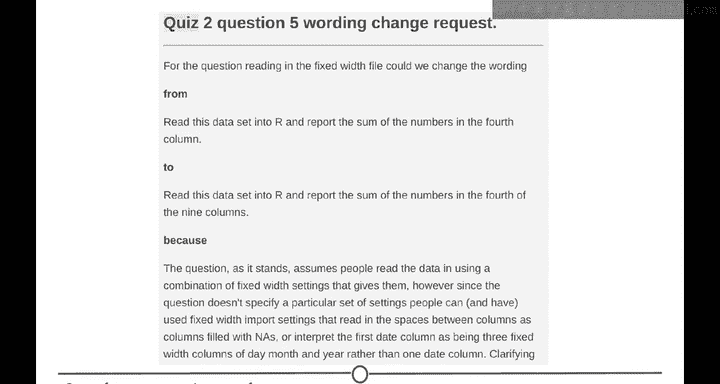 Quiz 2 question 5 wording change request.
For the question reading in the fixed width file could we change the wording
from
Read this data set into R and report the sum of the numbers in the fourth
column.
to
Read this data set into R and report the sum of the numbers in the fourth of
the nine columns.
because
The question, as it stands, assumes people read the data in using a
combination of fixed width settings that gives them, however since the
question doesn't specify a particular set of settings people can (and have)
used fixed width import settings that read in the spaces between columns as
columns filled with NAs, or interpret the first date column as being three fixed
width columns of day month and year rather than one date column. Clarifying